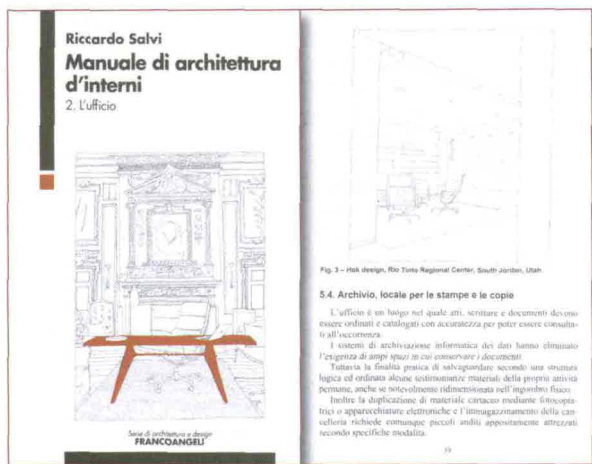 Riccardo Salvi
Manuale di architettura
d'interni
2. L'ufficio
Serie di architettura e design
FRANCOANGELI
Fig. 3 – Hsk design, Rio Tinto Regional Center, South Jordan, Utah
5.4. Archivio, locale per le stampe e le copie
L'ufficio è un luogo nel quale atti, scritture e documenti devono
essere ordinati e catalogati con accuratezza per poter essere consulta-
ti all'occorrenza.
I sistemi di archiviazione informatica dei dati hanno eliminato
l'esigenza di ampi spazi in cui conservare i documenti.
Tuttavia la finalità pratica di salvaguardare secondo una struttura
logica ed ordinata alcune testimonianze materiali della propria attività
permane, anche se notevolmente ridimensionata nell'ingombro fisico.
Inoltre la duplicazione di materiale cartaceo mediante fotocopia-
trici o apparecchiature elettroniche e l'immagazzinamento della can-
celleria richiede comunque piccoli anditi appositamente attrezzati
secondo specifiche modalità.